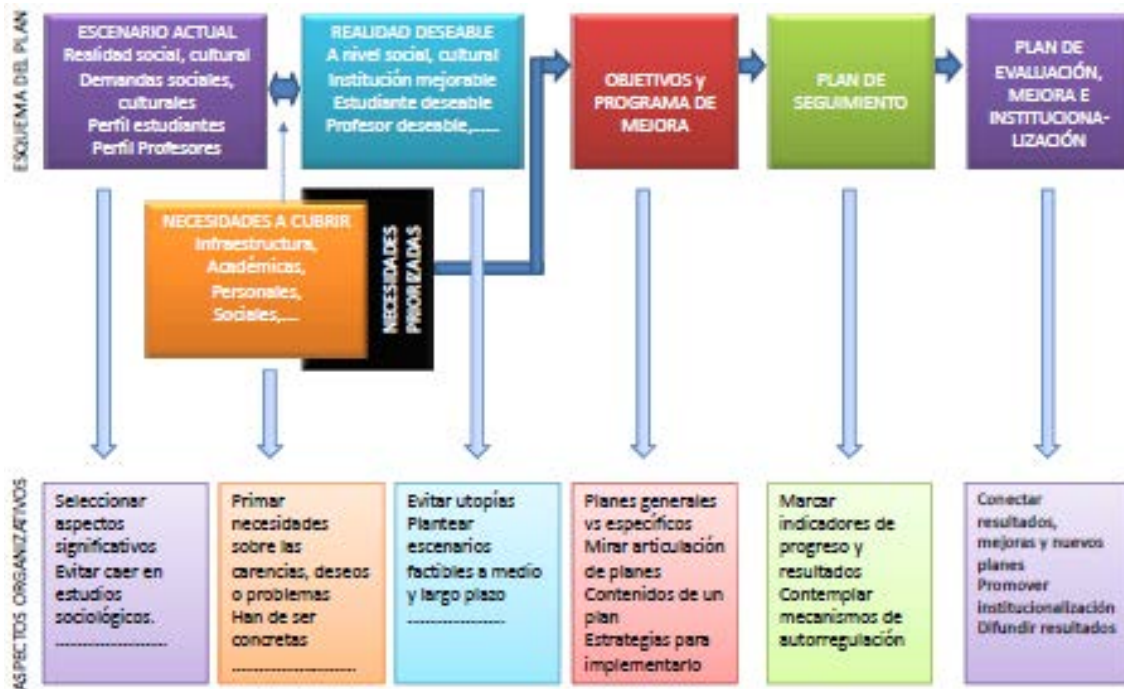 ESQUEMA DEL PLAN
ESCENARIO ACTUAL
Realidad social, cultural
Demandas sociales,
culturales
Perfil estudiantes
Perfil Profesores
REALIDAD DESEABLE
A nivel social, cultural
Institución mejorable
Estudiante deseable
Profesor deseable,......
OBJETIVOS y
PROGRAMA DE
MEJORA
PLAN DE
SEGUIMIENTO
PLAN DE
EVALUACIÓN,
MEJORA E
INSTITUCIONA-
LIZACIÓN
NECESIDADES A CUBRIR
Infraestructura,
Académicas,
Personales,
Sociales,....
NECESIDADES
PRIORIZADAS
ASPECTOS ORGANIZATIVOS
Seleccionar
aspectos
significativos
Evitar caer en
estudios
sociológicos.
........................
Primar
necesidades
sobre las
carencias, deseos
o problemas
Han de ser
concretas
...........................
Evitar utopías
Plantear
escenarios
factibles a medio
y largo plazo
.....................
Planes generales
vs específicos
Mirar articulación
de planes
Contenidos de un
plan
Estrategias para
implementarlo
Marcar
indicadores de
progreso y
resultados
Contemplar
mecanismos de
autorregulación
Conectar
resultados,
mejoras y nuevos
planes
Promover
institucionalización
Difundir resultados